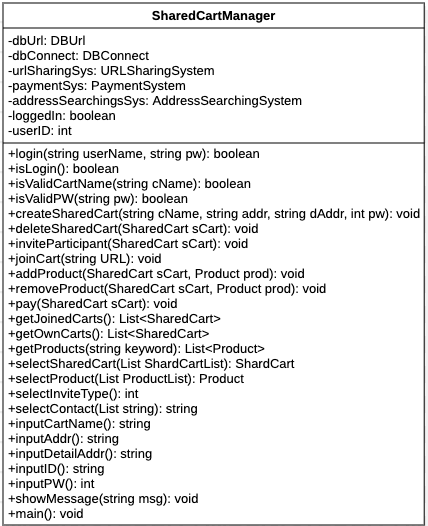 SharedCartManager
-dbUrl: DBUrl
-dbConnect: DBConnect
-urlSharingSys: URLSharingSystem
-paymentSys: PaymentSystem
-addressSearchingsSys: AddressSearchingSystem
-loggedIn: boolean
-userID: int
+login(string userName, string pw): boolean
+isLogin(): boolean
+isValidCartName(string cName): boolean
+isValidPW(string pw): boolean
+createSharedCart(string cName, string addr, string dAddr, int pw): void
+deleteSharedCart(SharedCart sCart): void
+inviteParticipant(SharedCart sCart): void
+joinCart(string URL): void
+addProduct(SharedCart sCart, Product prod): void
+removeProduct(SharedCart sCart, Product prod): void
+pay(SharedCart sCart): void
+getJoinedCarts(): List<SharedCart>
+getOwnCarts(): List<SharedCart>
+getProducts(string keyword): List<Product>
+selectSharedCart(List ShardCartList): ShardCart
+selectProduct(List ProductList): Product
+selectInviteType(): int
+selectContact(List string): string
+inputCartName(): string
+inputAddr(): string
+inputDetailAddr(): string
+inputID(): string
+inputPW(): int
+showMessage(string msg): void
+main(): void